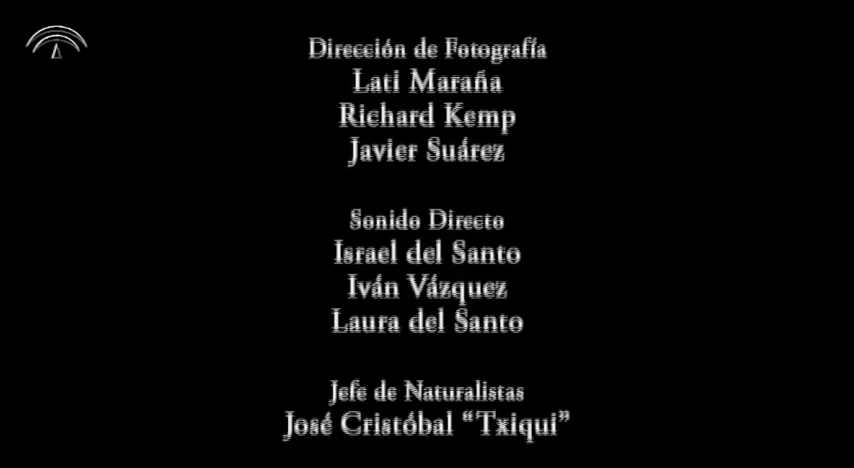 Dirección de Fotografía
Lati Maraña
Richard Kemp
Javier Suárez
Sonido Directo
Israel del Santo
Iván Vázquez
Laura del Santo
Jefe de Naturalistas
José Cristóbal “Txiqui”